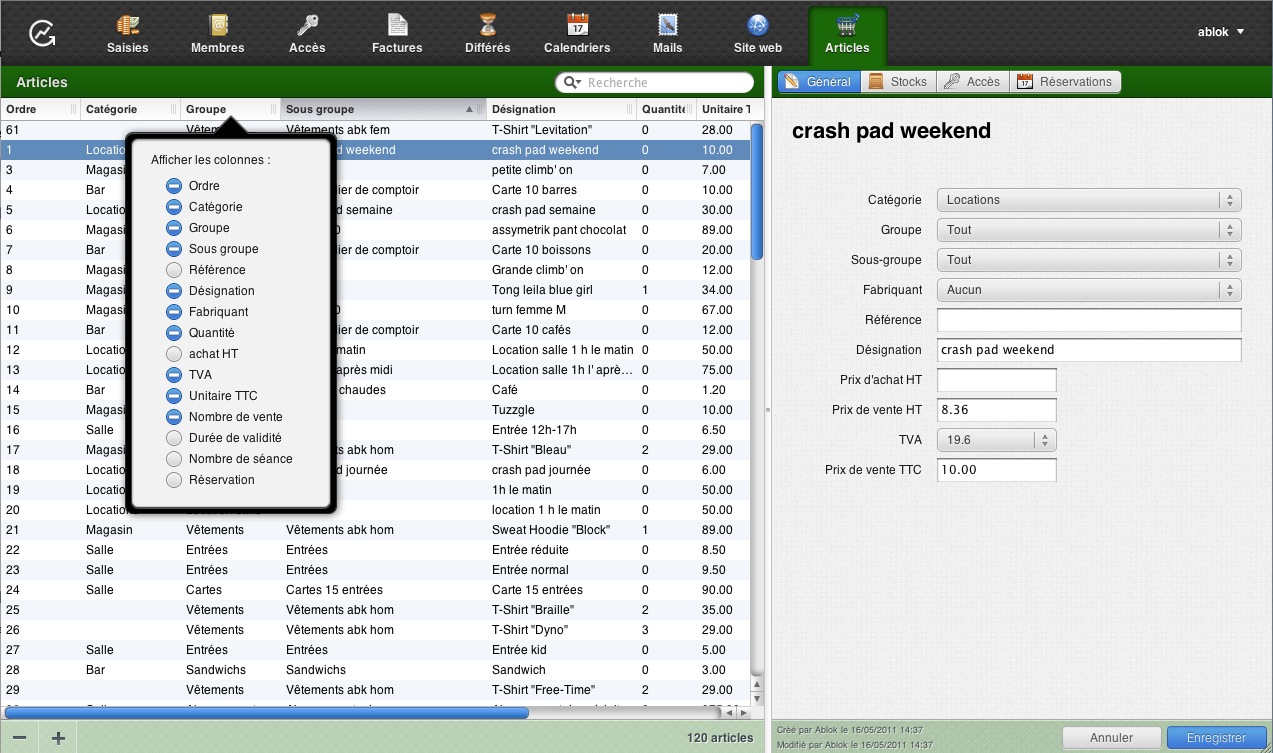 Saisies Membres Accès Factures Différés Calendriers Mails Site web Articles ablok
Articles Recherche Général Stocks Accès Réservations
Ordre Catégorie Groupe Sous groupe Désignation Quantité Unitaire T
61 Vêtem Vêtements abk fem T-Shirt "Levitation" 0 28.00
1 Locatio d weekend crash pad weekend 0 10.00
3 Magasi petite climb' on 0 7.00
4 Bar ier de comptoir Carte 10 barres 0 10.00
5 Locatio d semaine crash pad semaine 0 30.00
6 Magasi assymetrik pant chocolat 0 89.00
7 Bar ier de comptoir Carte 10 boissons 0 20.00
8 Magasi Grande climb' on 0 12.00
9 Magasi Tong leila blue girl 1 34.00
10 Magasi turn femme M 0 67.00
11 Bar ier de comptoir Carte 10 cafés 0 12.00
12 Locatio matin Location salle 1 h le matin 0 50.00
13 Locatio après midi Location salle 1h l' aprè... 0 75.00
14 Bar chaudes Café 0 1.20
15 Magasi Tuzzgle 0 10.00
16 Salle Entrée 12h-17h 0 6.50
17 Magasi Vêtements abk hom T-Shirt "Bleau" 2 29.00
18 Locatio d journée crash pad journée 0 6.00
19 Locatio 1h le matin 0 50.00
20 Locations location 1 h le matin 0 50.00
21 Magasin Vêtements Vêtements abk hom Sweat Hoodie "Block" 1 89.00
22 Salle Entrées Entrées Entrée réduite 0 8.50
23 Salle Entrées Entrées Entrée normal 0 9.50
24 Salle Cartes Cartes 15 entrées Carte 15 entrées 0 90.00
25 Vêtements Vêtements abk hom T-Shirt "Braille" 2 35.00
26 Vêtements Vêtements abk hom T-Shirt "Dyno" 3 29.00
27 Salle Entrées Entrées Entrée kid 0 5.00
28 Bar Sandwichs Sandwichs Sandwich 0 3.00
29 Vêtements Vêtements abk hom T-Shirt "Free-Time" 2 29.00
120 articles
Afficher les colonnes :
Ordre
Catégorie
Groupe
Sous groupe
Référence
Désignation
Fabriquant
Quantité
achat HT
TVA
Unitaire TTC
Nombre de vente
Durée de validité
Nombre de séance
Réservation
crash pad weekend
Catégorie Locations
Groupe Tout
Sous-groupe Tout
Fabriquant Aucun
Référence
Désignation crash pad weekend
Prix d'achat HT
Prix de vente HT 8.36
TVA 19.6
Prix de vente TTC 10.00
Créé par Ablok le 16/05/2011 14:37
Modifié par Ablok le 16/05/2011 14:37
Annuler Enregistrer